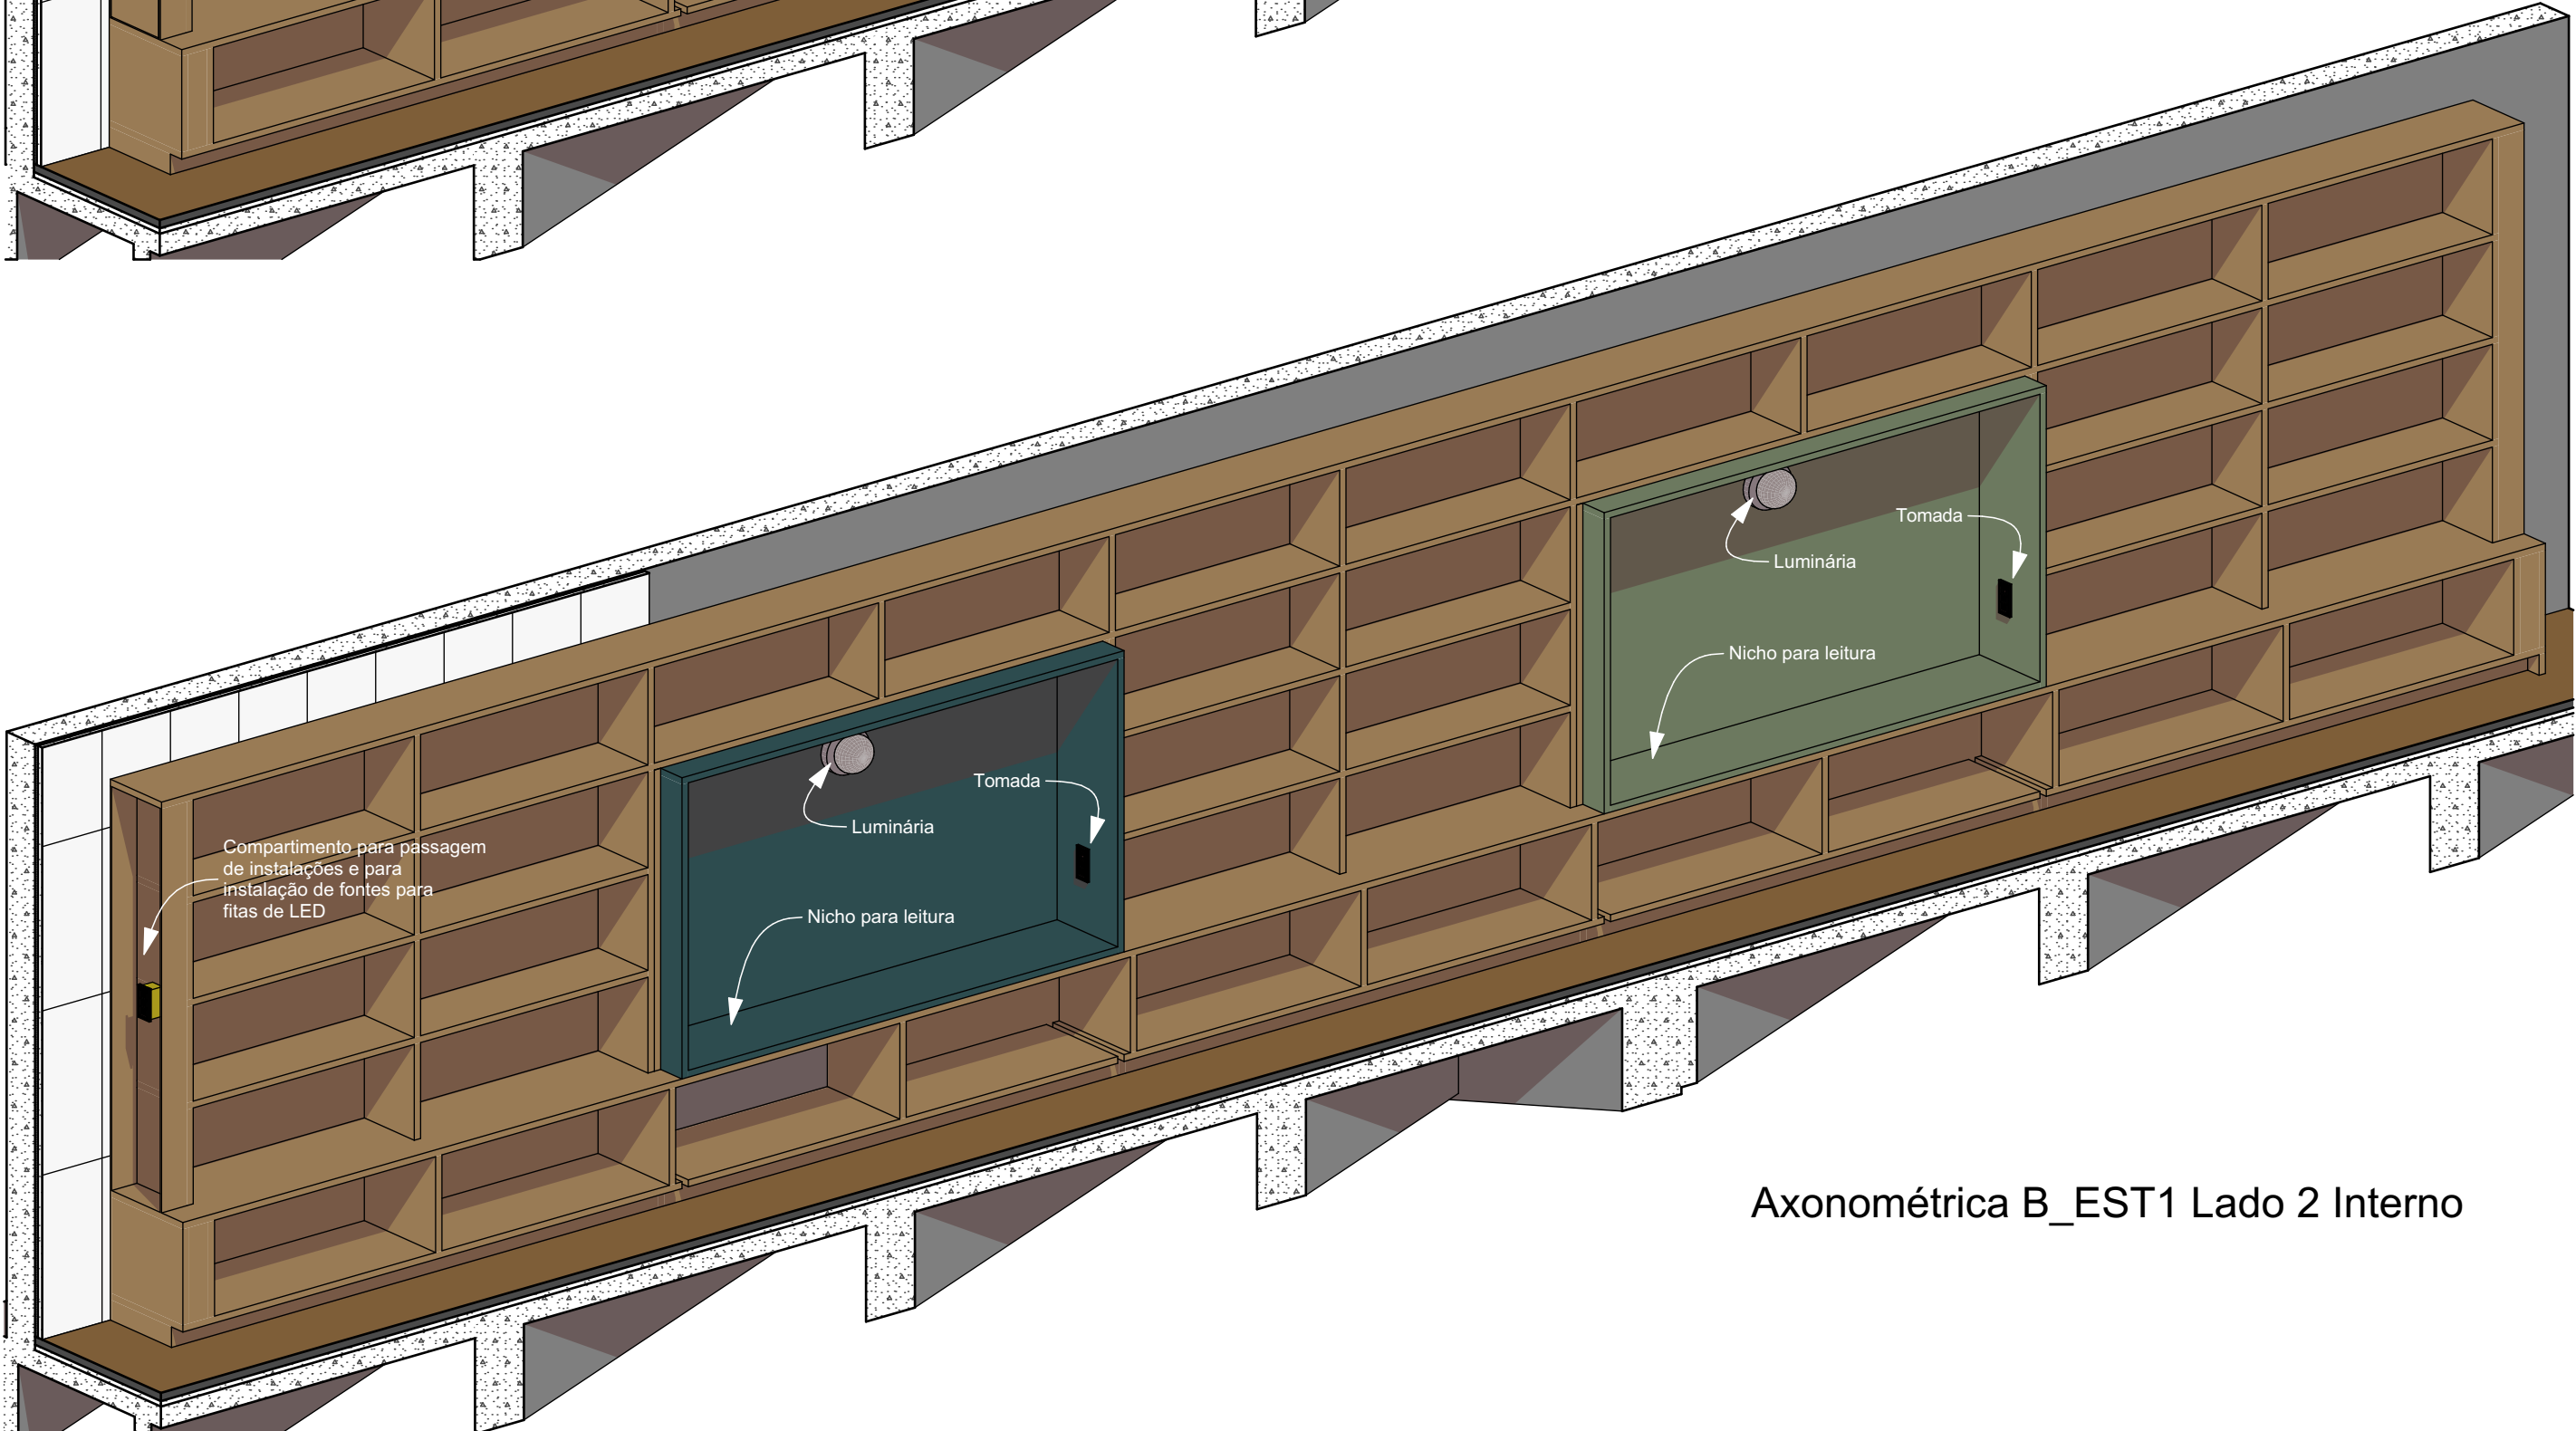 Tomada
Luminária
Nicho para leitura
Tomada
Luminária
Compartimento para passagem
de instalações e para
instalação de fontes para
fitas de LED
Nicho para leitura
Axonométrica B_EST1 Lado 2 Interno